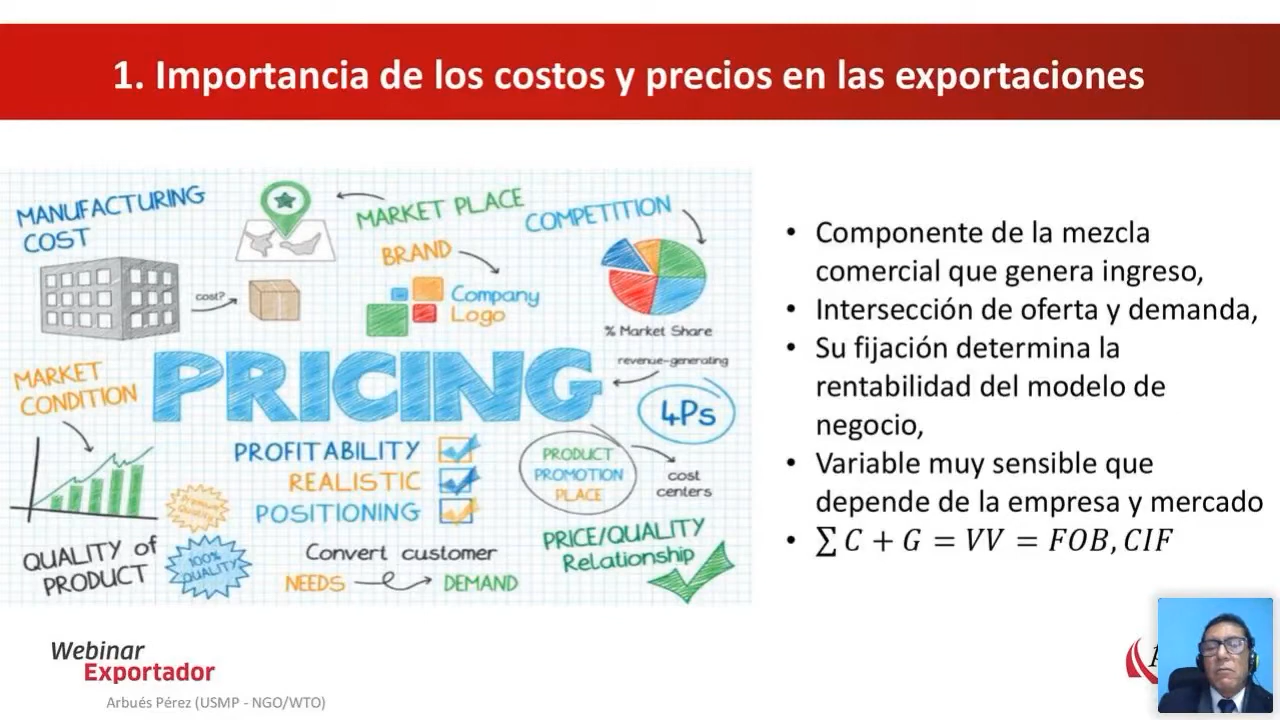 1. Importancia de los costos y precios en las exportaciones
MANUFACTURING
COST
MARKET PLACE
COMPETITION
BRAND
cost?
Company
Logo
% Market Share
MARKET
CONDITION
PRICING
revenue-generating
4Ps
PROFITABILITY
REALISTIC
POSITIONING
PRODUCT
PROMOTION
PLACE
cost
centers
QUALITY of
PRODUCT
100%
QUALITY
Convert customer
NEEDS
DEMAND
PRICE/QUALITY
Relationship
• Componente de la mezcla
comercial que genera ingreso,
• Intersección de oferta y demanda,
• Su fijación determina la
rentabilidad del modelo de
negocio,
• Variable muy sensible que
depende de la empresa y mercado
• ∑ C + G = VV = FOB, CIF
Webinar
Exportador
Arbués Pérez (USMP - NGO/WTO)